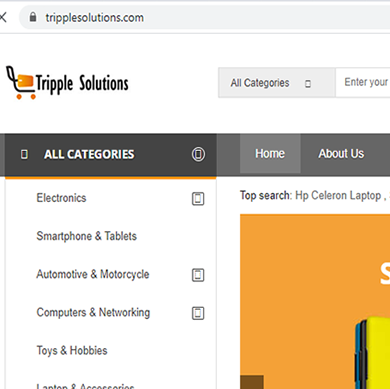 tripplesolutions.com
Tripple Solutions
All Categories
Enter your
ALL CATEGORIES
Home
About Us
Electronics
Top search: Hp Celeron Laptop ,
Smartphone & Tablets
S
Automotive & Motorcycle
Computers & Networking
Toys & Hobbies
Laptop & Accessories